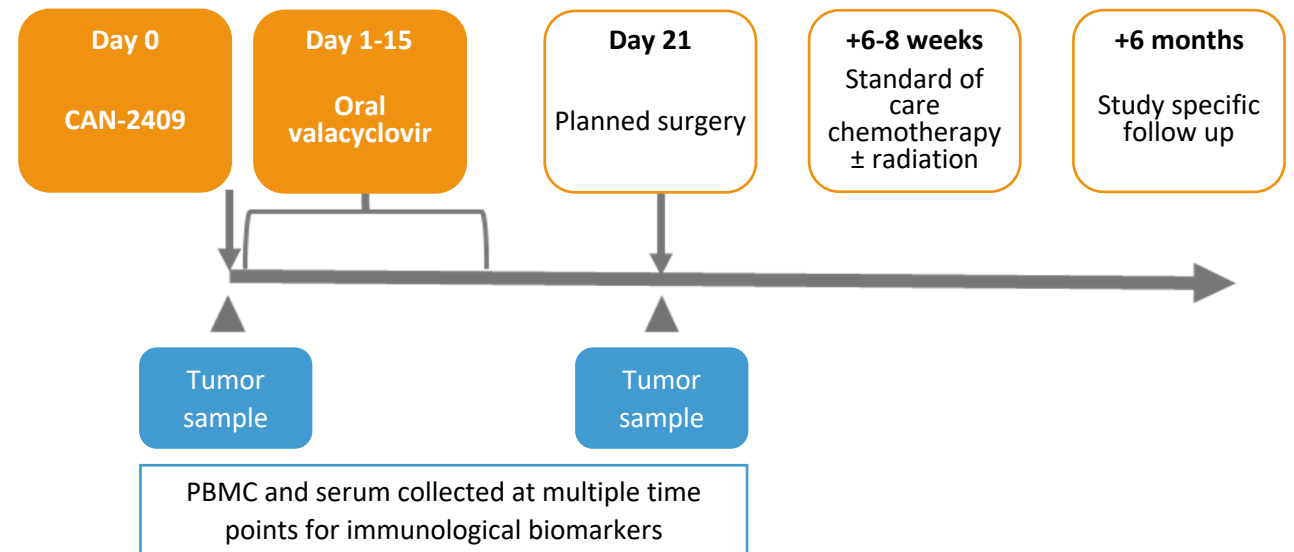 Day 0
CAN-2409
Day 1-15
Oral
valacyclovir
Day 21
Planned surgery
+6-8 weeks
Standard of
care
chemotherapy
± radiation
+6 months
Study specific
follow up
Tumor
sample
Tumor
sample
PBMC and serum collected at multiple time
points for immunological biomarkers